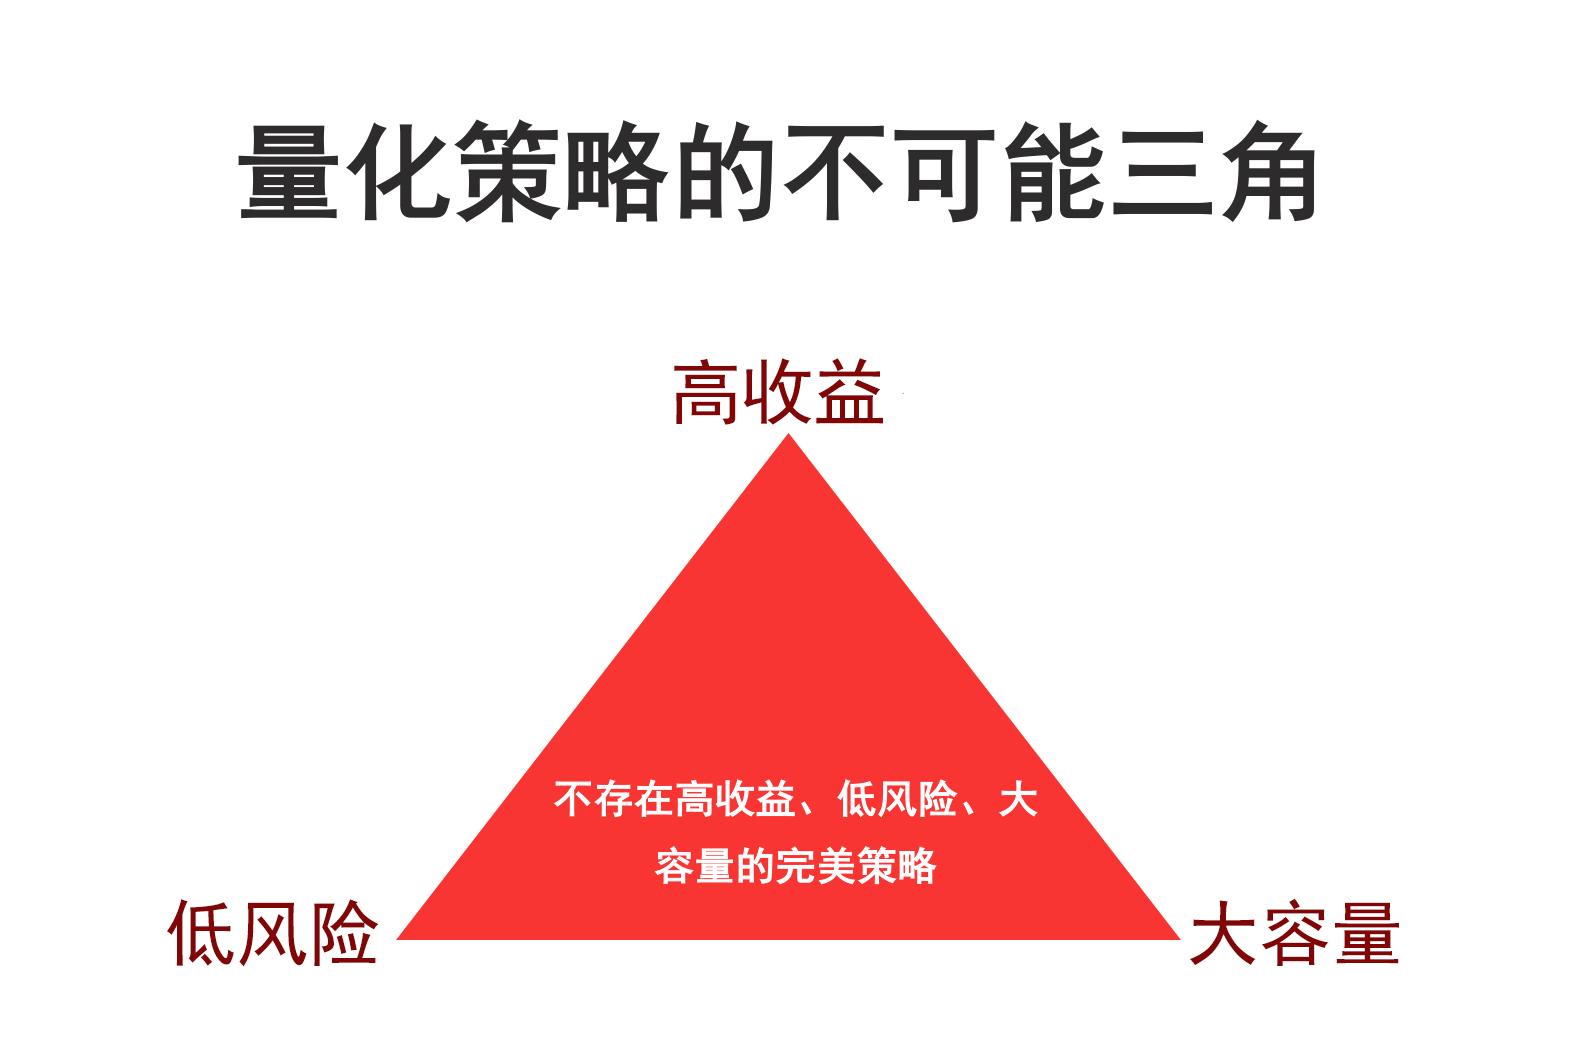 量化策略的不可能三角
高收益
不存在高收益、低风险、大
容量的完美策略
低风险
大容量